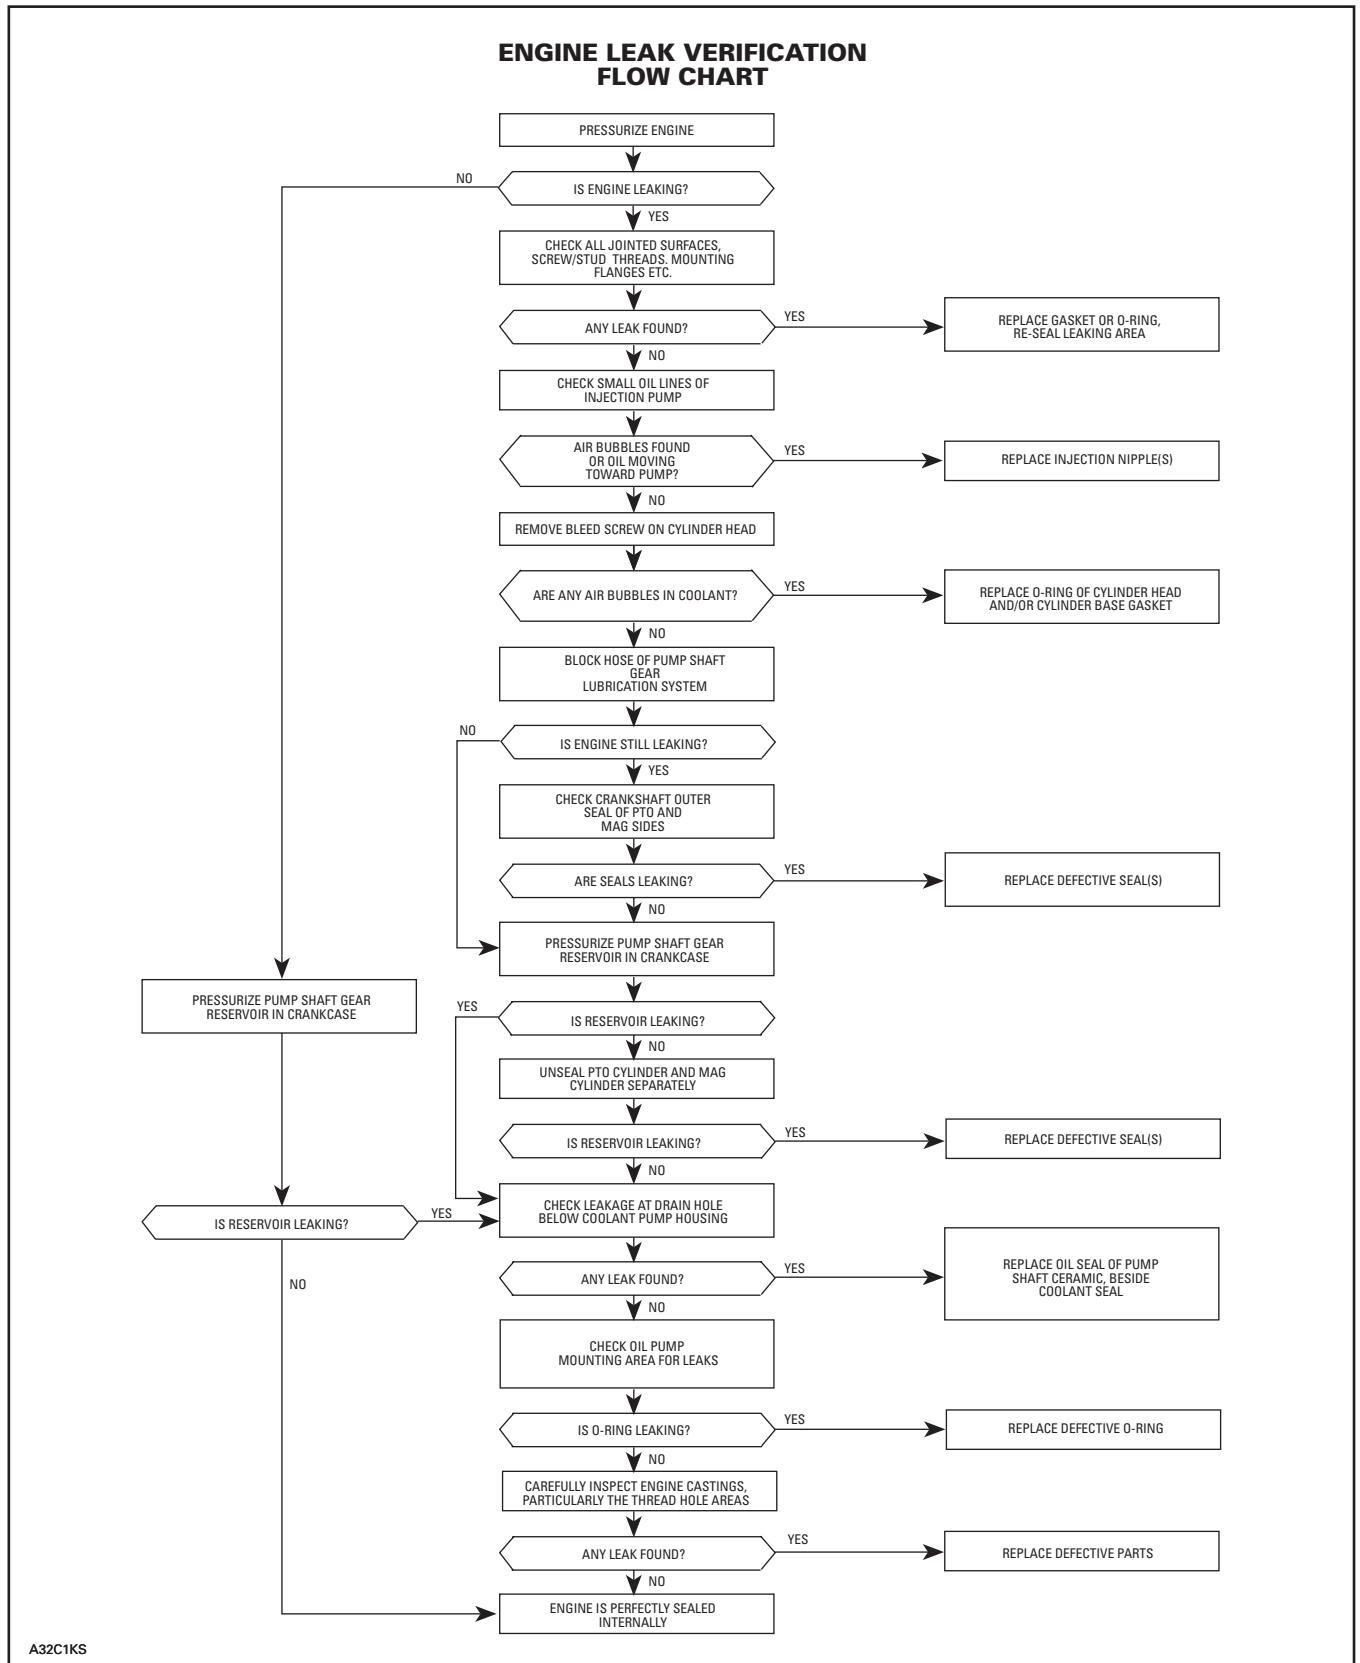 ENGINE LEAK VERIFICATION
FLOW CHART
PRESSURIZE ENGINE
NO
IS ENGINE LEAKING?
YES
CHECK ALL JOINTED SURFACES,
SCREW/STUD THREADS. MOUNTING
FLANGES ETC.
ANY LEAK FOUND?
YES
REPLACE GASKET OR O-RING,
RE-SEAL LEAKING AREA
NO
CHECK SMALL OIL LINES OF
INJECTION PUMP
AIR BUBBLES FOUND
OR OIL MOVING
TOWARD PUMP?
YES
REPLACE INJECTION NIPPLE(S)
NO
REMOVE BLEED SCREW ON CYLINDER HEAD
ARE ANY AIR BUBBLES IN COOLANT?
YES
REPLACE O-RING OF CYLINDER HEAD
AND/OR CYLINDER BASE GASKET
NO
BLOCK HOSE OF PUMP SHAFT
GEAR
LUBRICATION SYSTEM
NO
IS ENGINE STILL LEAKING?
YES
CHECK CRANKSHAFT OUTER
SEAL OF PTO AND
MAG SIDES
ARE SEALS LEAKING?
YES
REPLACE DEFECTIVE SEAL(S)
NO
PRESSURIZE PUMP SHAFT GEAR
RESERVOIR IN CRANKCASE
PRESSURIZE PUMP SHAFT GEAR
RESERVOIR IN CRANKCASE
YES
IS RESERVOIR LEAKING?
NO
UNSEAL PTO CYLINDER AND MAG
CYLINDER SEPARATELY
IS RESERVOIR LEAKING?
YES
REPLACE DEFECTIVE SEAL(S)
NO
CHECK LEAKAGE AT DRAIN HOLE
BELOW COOLANT PUMP HOUSING
IS RESERVOIR LEAKING?
YES
NO
ANY LEAK FOUND?
YES
REPLACE OIL SEAL OF PUMP
SHAFT CERAMIC, BESIDE
COOLANT SEAL
NO
CHECK OIL PUMP
MOUNTING AREA FOR LEAKS
IS O-RING LEAKING?
YES
REPLACE DEFECTIVE O-RING
NO
CAREFULLY INSPECT ENGINE CASTINGS,
PARTICULARLY THE THREAD HOLE AREAS
ANY LEAK FOUND?
YES
REPLACE DEFECTIVE PARTS
NO
ENGINE IS PERFECTLY SEALED
INTERNALLY
A32C1KS